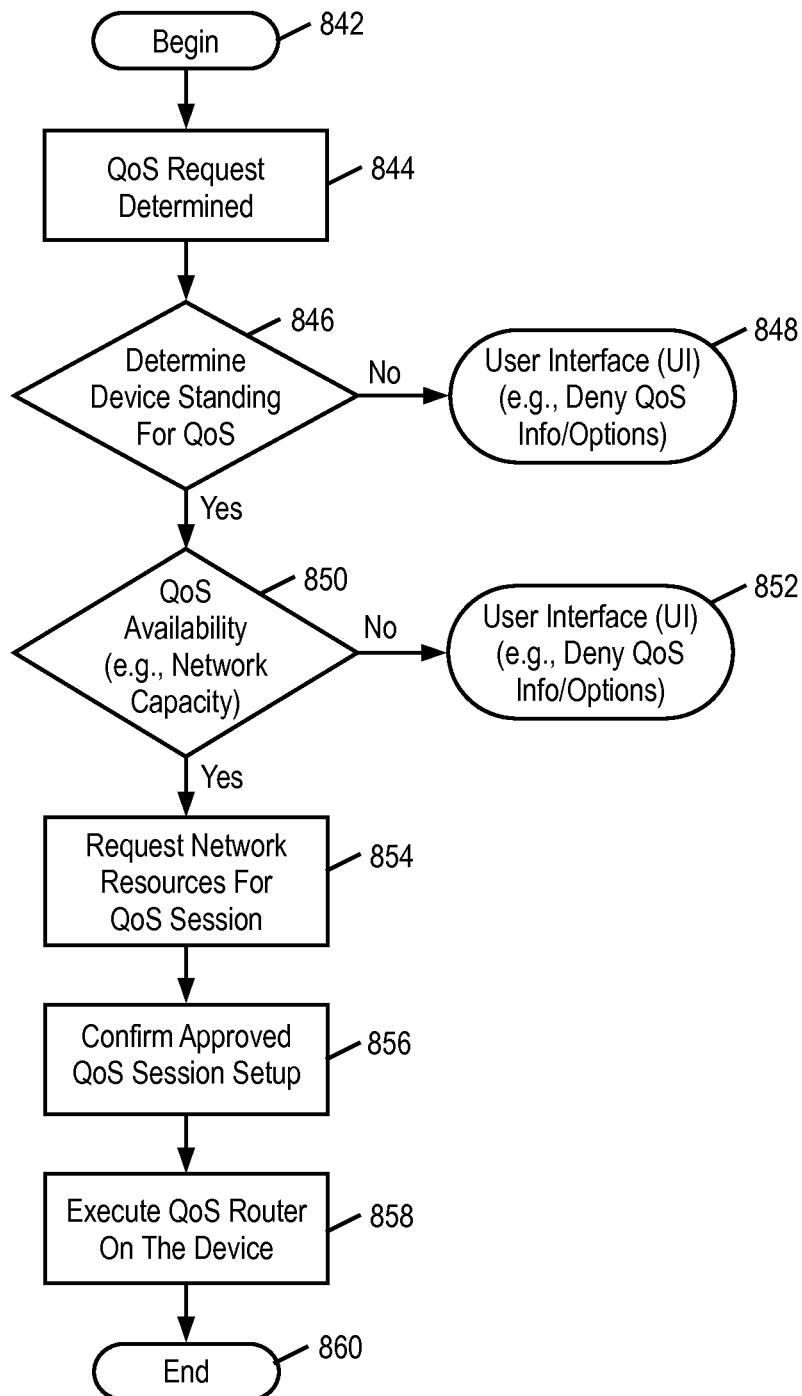 Begin
842
QoS Request
Determined
844
846
Determine
Device Standing
For QoS
No
848
User Interface (UI)
(e.g., Deny QoS
Info/Options)
Yes
850
QoS
Availability
(e.g., Network
Capacity)
No
852
User Interface (UI)
(e.g., Deny QoS
Info/Options)
Yes
Request Network
Resources For
QoS Session
854
Confirm Approved
QoS Session Setup
856
Execute QoS Router
On The Device
858
End
860